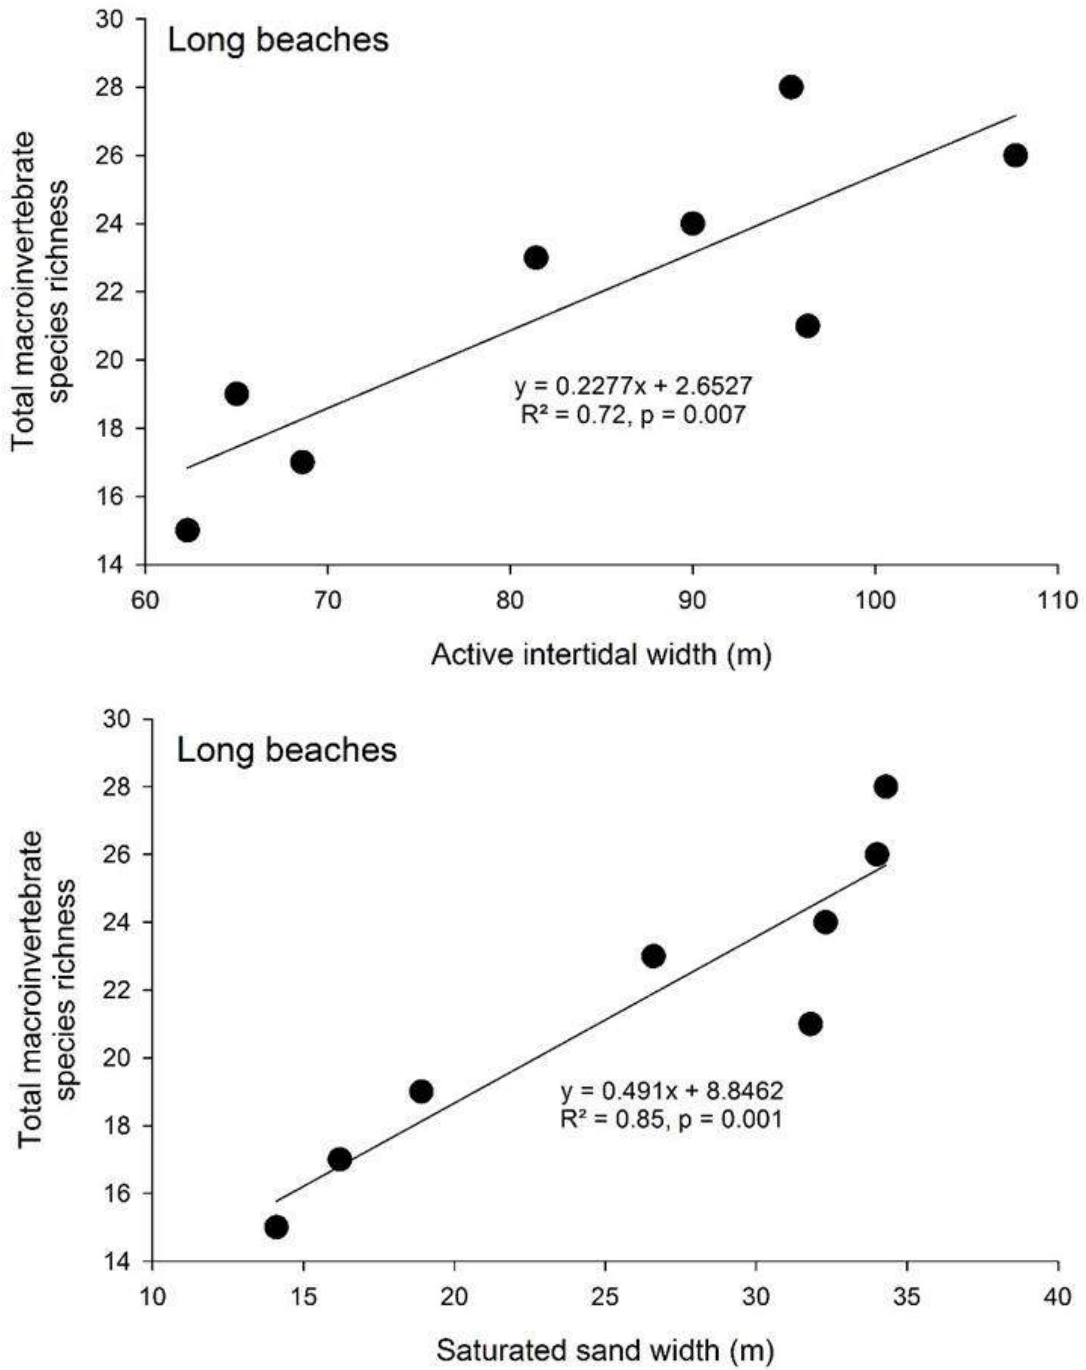 30
Long beaches
28
26
24
22
20
18
16
14
Total macroinvertebrate
species richness
y = 0.2277x + 2.6527
R² = 0.72, p = 0.007
60 70 80 90 100 110
Active intertidal width (m)
30
Long beaches
28
26
24
22
20
18
16
14
Total macroinvertebrate
species richness
y = 0.491x + 8.8462
R² = 0.85, p = 0.001
10 15 20 25 30 35 40
Saturated sand width (m)